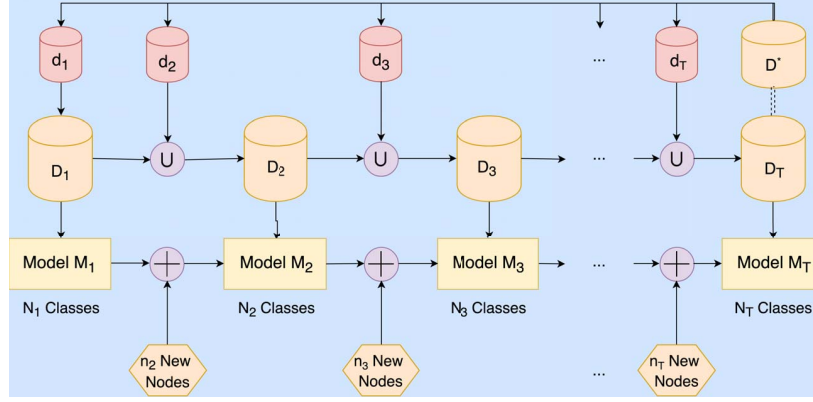 d1 d2 d3 ... dT D*
D1 U D2 U D3 ... U DT
Model M1 + Model M2 + Model M3 ... + Model MT
N1 Classes N2 Classes N3 Classes NT Classes
n2 New n3 New nT New
Nodes Nodes ... Nodes